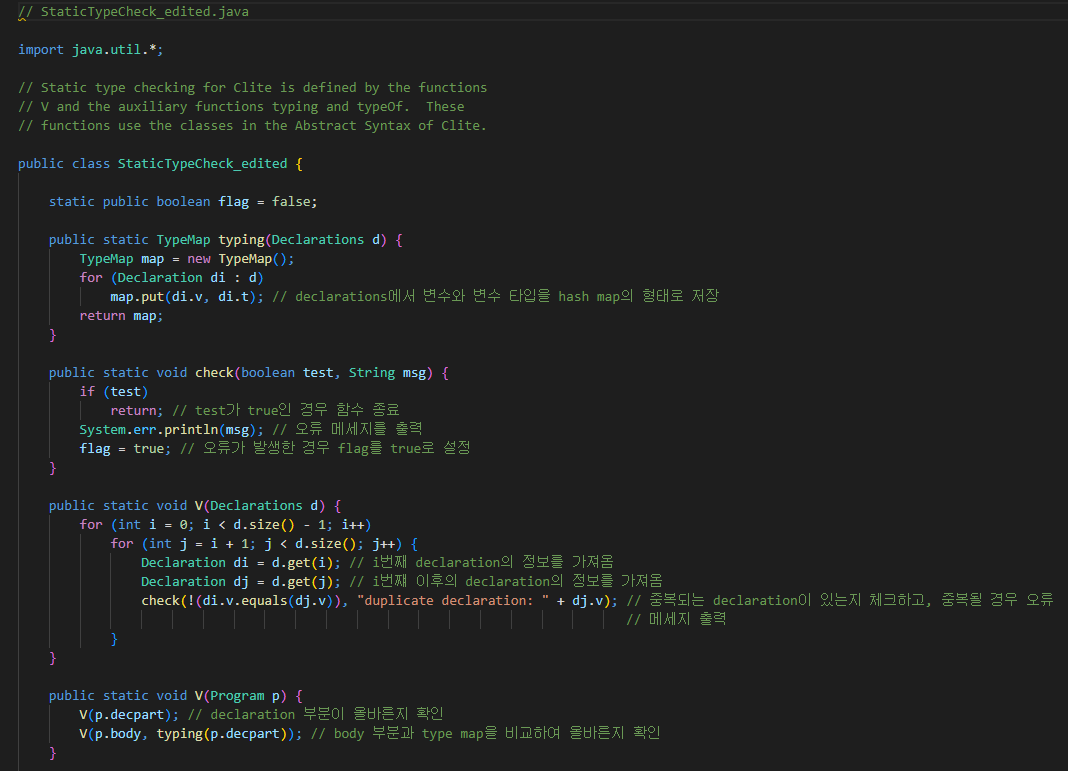 // StaticTypeCheck_edited.java
import java.util.*;
// Static type checking for Clite is defined by the functions
// V and the auxiliary functions typing and typeOf.  These
// functions use the classes in the Abstract Syntax of Clite.
public class StaticTypeCheck_edited {
static public boolean flag = false;
public static TypeMap typing(Declarations d) {
TypeMap map = new TypeMap();
for (Declaration di : d)
map.put(di.v, di.t); // declarations에서 변수와 변수 타입을 hash map의 형태로 저장
return map;
}
public static void check(boolean test, String msg) {
if (test)
return; // test가 true인 경우 함수 종료
System.err.println(msg); // 오류 메세지를 출력
flag = true; // 오류가 발생한 경우 flag를 true로 설정
}
public static void V(Declarations d) {
for (int i = 0; i < d.size() - 1; i++)
for (int j = i + 1; j < d.size(); j++) {
Declaration di = d.get(i); // i번째 declaration의 정보를 가져옴
Declaration dj = d.get(j); // i번째 이후의 declaration의 정보를 가져옴
check(!(di.v.equals(dj.v)), "duplicate declaration: " + dj.v); // 중복되는 declaration이 있는지 체크하고, 중복될 경우 오류
// 메세지 출력
}
}
public static void V(Program p) {
V(p.decpart); // declaration 부분이 올바른지 확인
V(p.body, typing(p.decpart)); // body 부분과 type map을 비교하여 올바른지 확인
}